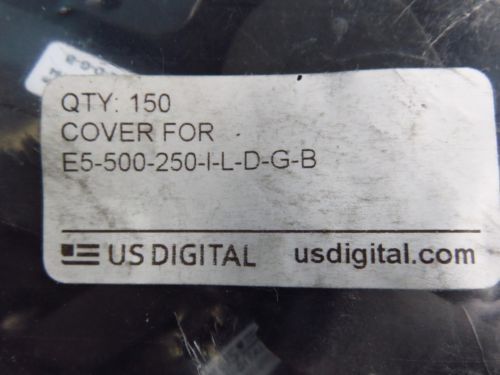 QTY: 150
COVER FOR
E5-500-250-I-L-D-G-B
US DIGITAL usdigital.com